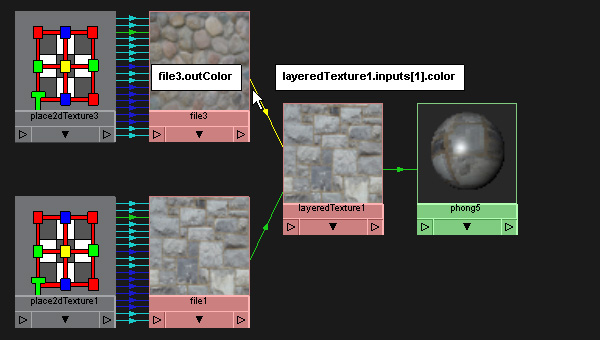 file3.outColor
layeredTexture1.inputs[1].color
place2dTexture3
file3
layeredTexture1
phong5
place2dTexture1
file1